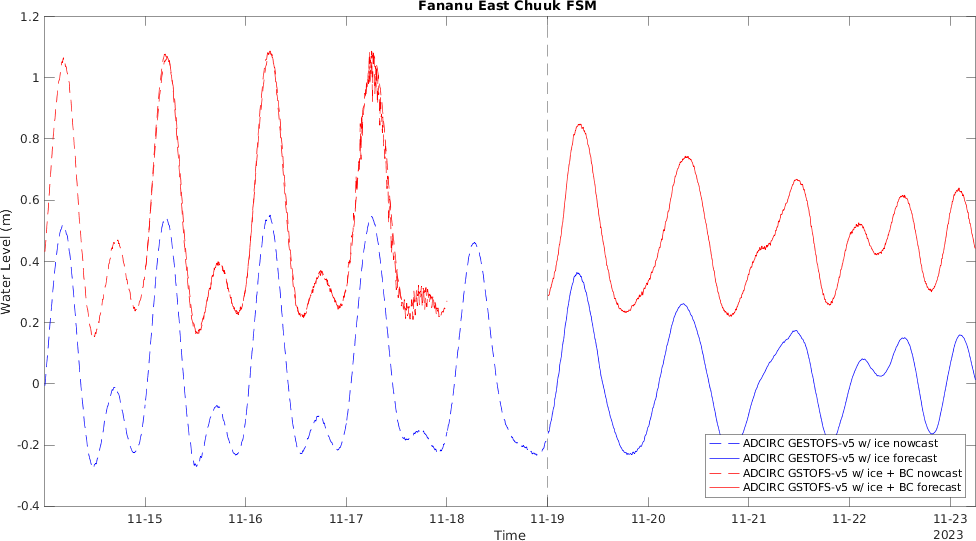 Fananu East Chuuk FSM
1.2
1
0.8
0.6
0.4
0.2
0
-0.2
-0.4
Water Level (m)
11-15
11-16
11-17
11-18
11-19
11-20
11-21
11-22
11-23
2023
Time
ADCIRC GESTOFS-v5 w/ ice nowcast
ADCIRC GESTOFS-v5 w/ ice forecast
ADCIRC GSTOFS-v5 w/ ice + BC nowcast
ADCIRC GSTOFS-v5 w/ ice + BC forecast